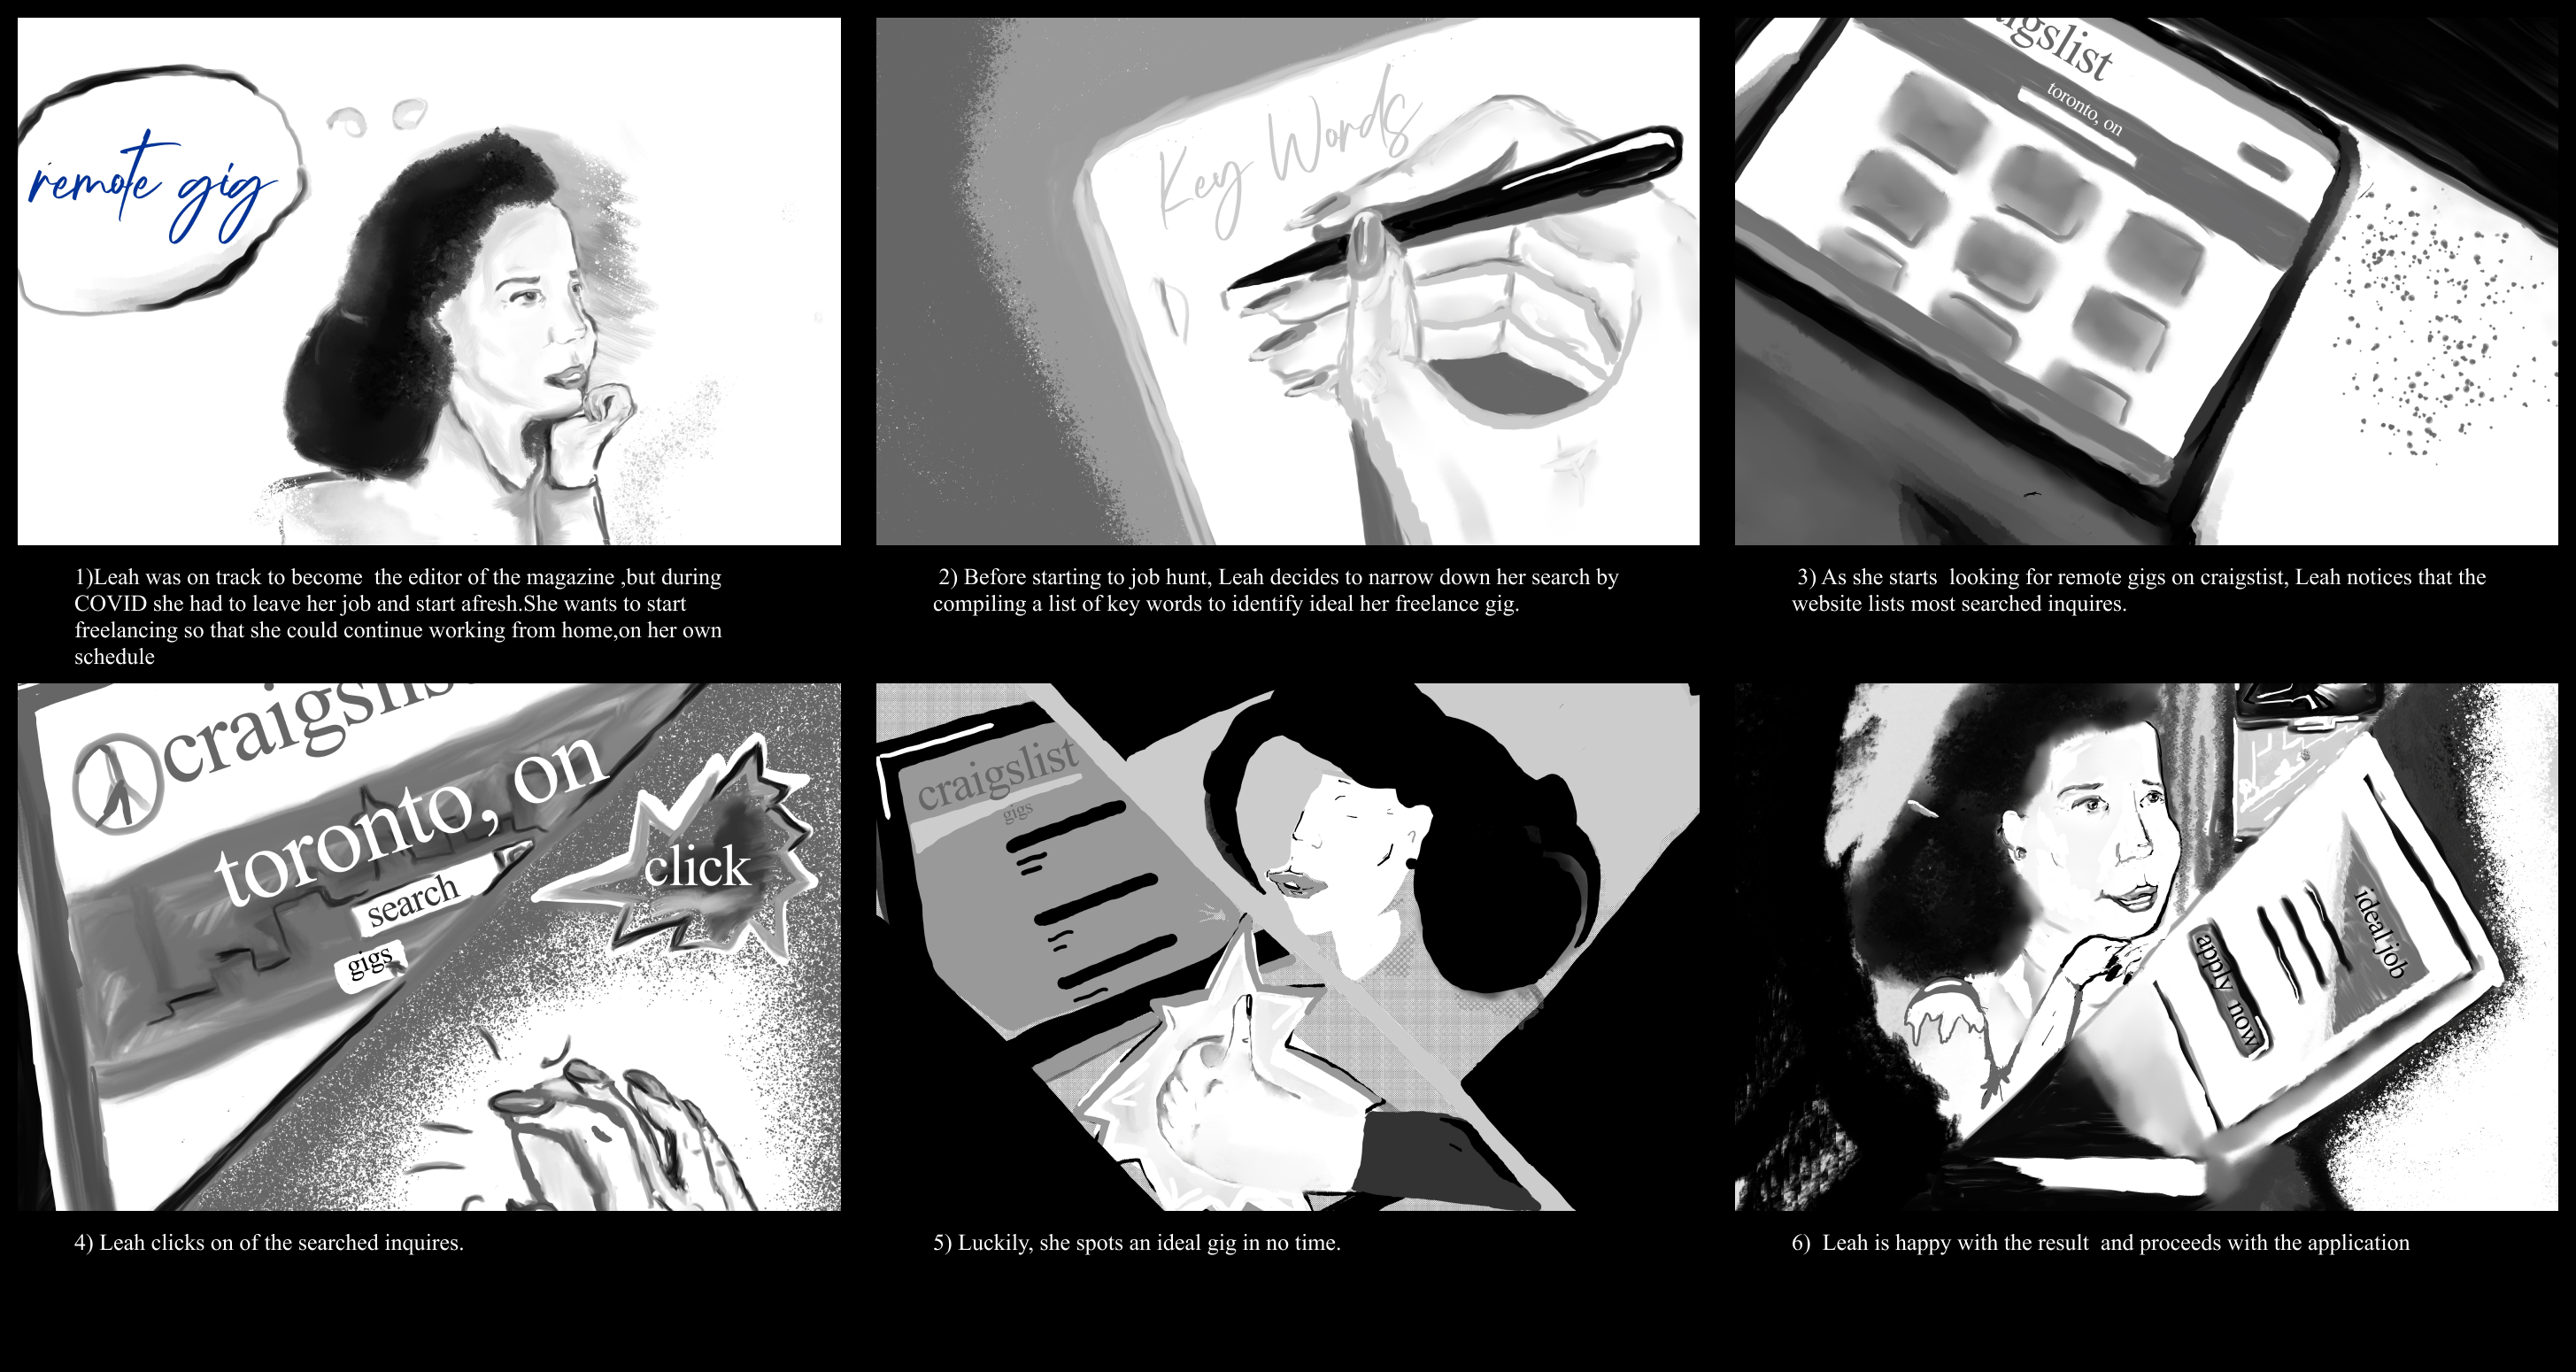 remote gig
Key Words
aigslist
toronto, on
1)Leah was on track to become  the editor of the magazine ,but during
COVID she had to leave her job and start afresh.She wants to start
freelancing so that she could continue working from home,on her own
schedule
2) Before starting to job hunt, Leah decides to narrow down her search by
compiling a list of key words to identify ideal her freelance gig.
3) As she starts  looking for remote gigs on craigstist, Leah notices that the
website lists most searched inquires.
craigslist
toronto, on
search
gigs
click
craigslist
gigs
ideal job
apply now
4) Leah clicks on of the searched inquires.
5) Luckily, she spots an ideal gig in no time.
6)  Leah is happy with the result  and proceeds with the application